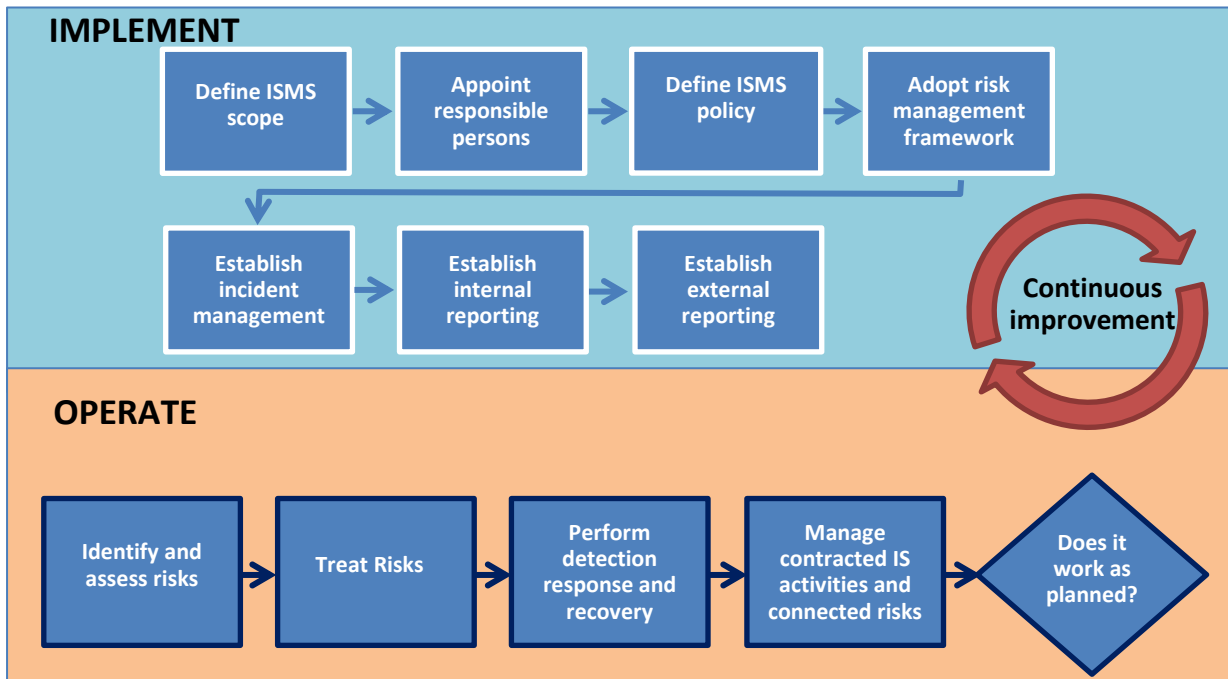 IMPLEMENT
Define ISMS
scope
Appoint
responsible
persons
Define ISMS
policy
Adopt risk
management
framework
Establish
incident
management
Establish
internal
reporting
Establish
external
reporting
Continuous
improvement
OPERATE
Identify and
assess risks
Treat Risks
Perform
detection
response and
recovery
Manage
contracted IS
activities and
connected risks
Does it
work as
planned?